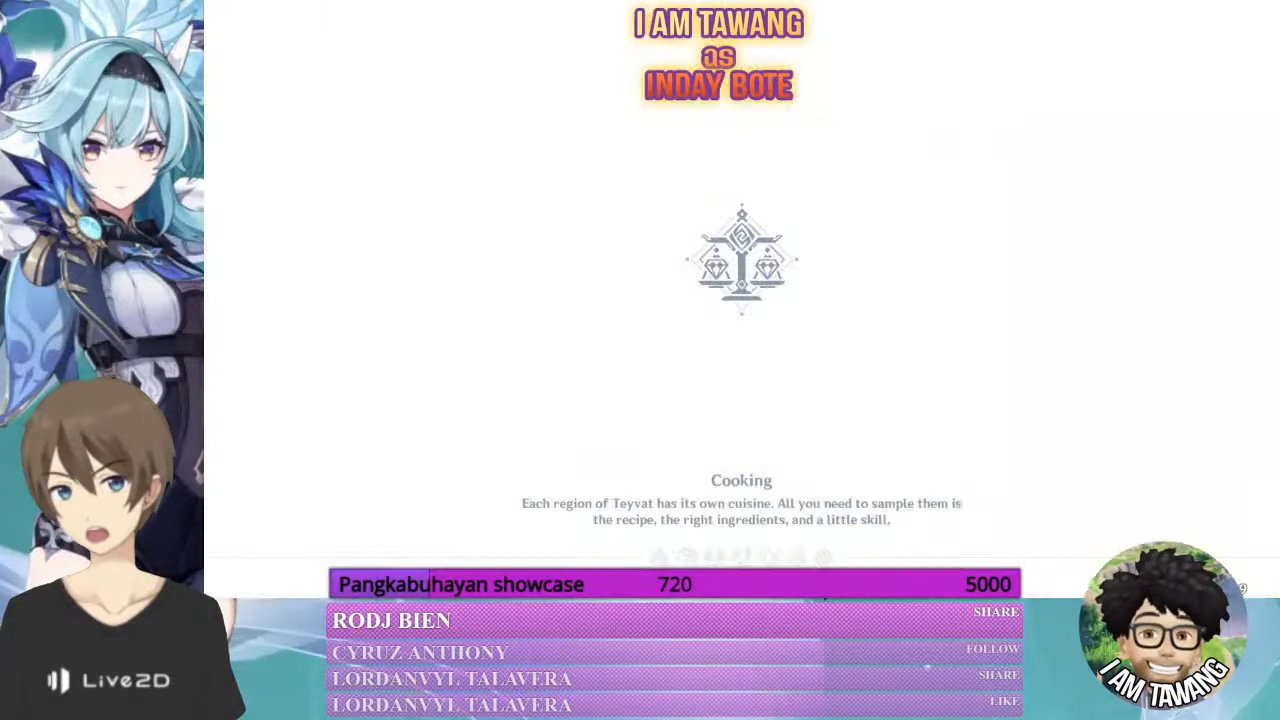 I AM TAWANG
as
INDAY BOTE
Cooking
Each region of Teyvat has its own cuisine. All you need to sample them is
the recipe, the right ingredients, and a little skill.
Pangkabuhayan showcase 720 5000
RODJ BIEN SHARE
CYRUZ ANTHONY FOLLOW
LORDANVYL TALAVERA SHARE
LORDANVYL TALAVERA LIKE
Live2D
I AM TAWANG